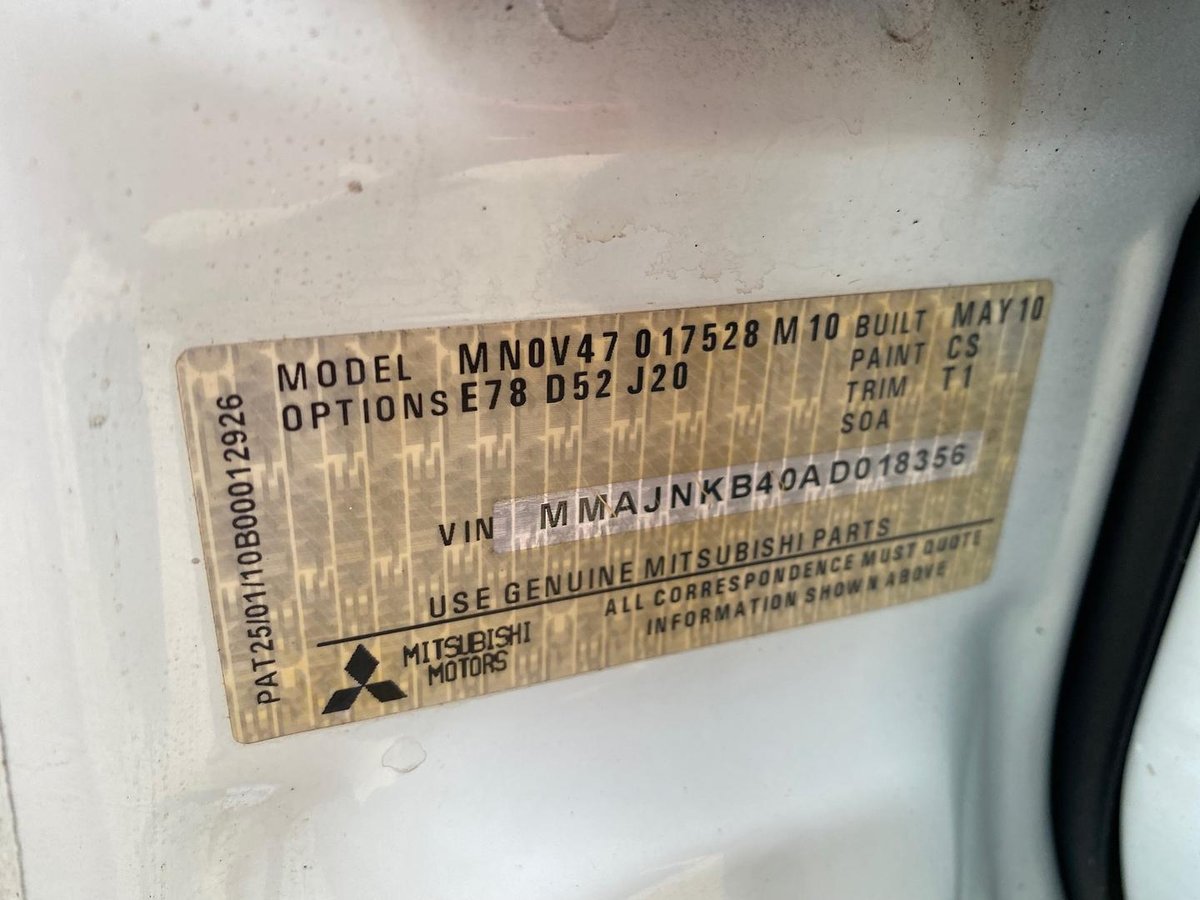 MODEL MN0V47 017528 M10 BUILT MAY10
OPTIONS E78 D52 J20 PAINT CS
TRIM T1
SOA
VIN MMAJNKB40AD018356
USE GENUINE MITSUBISHI PARTS
ALL CORRESPONDENCE MUST QUOTE
INFORMATION SHOWN ABOVE
MITSUBISHI
MOTORS
PAT25/01/10B00012926